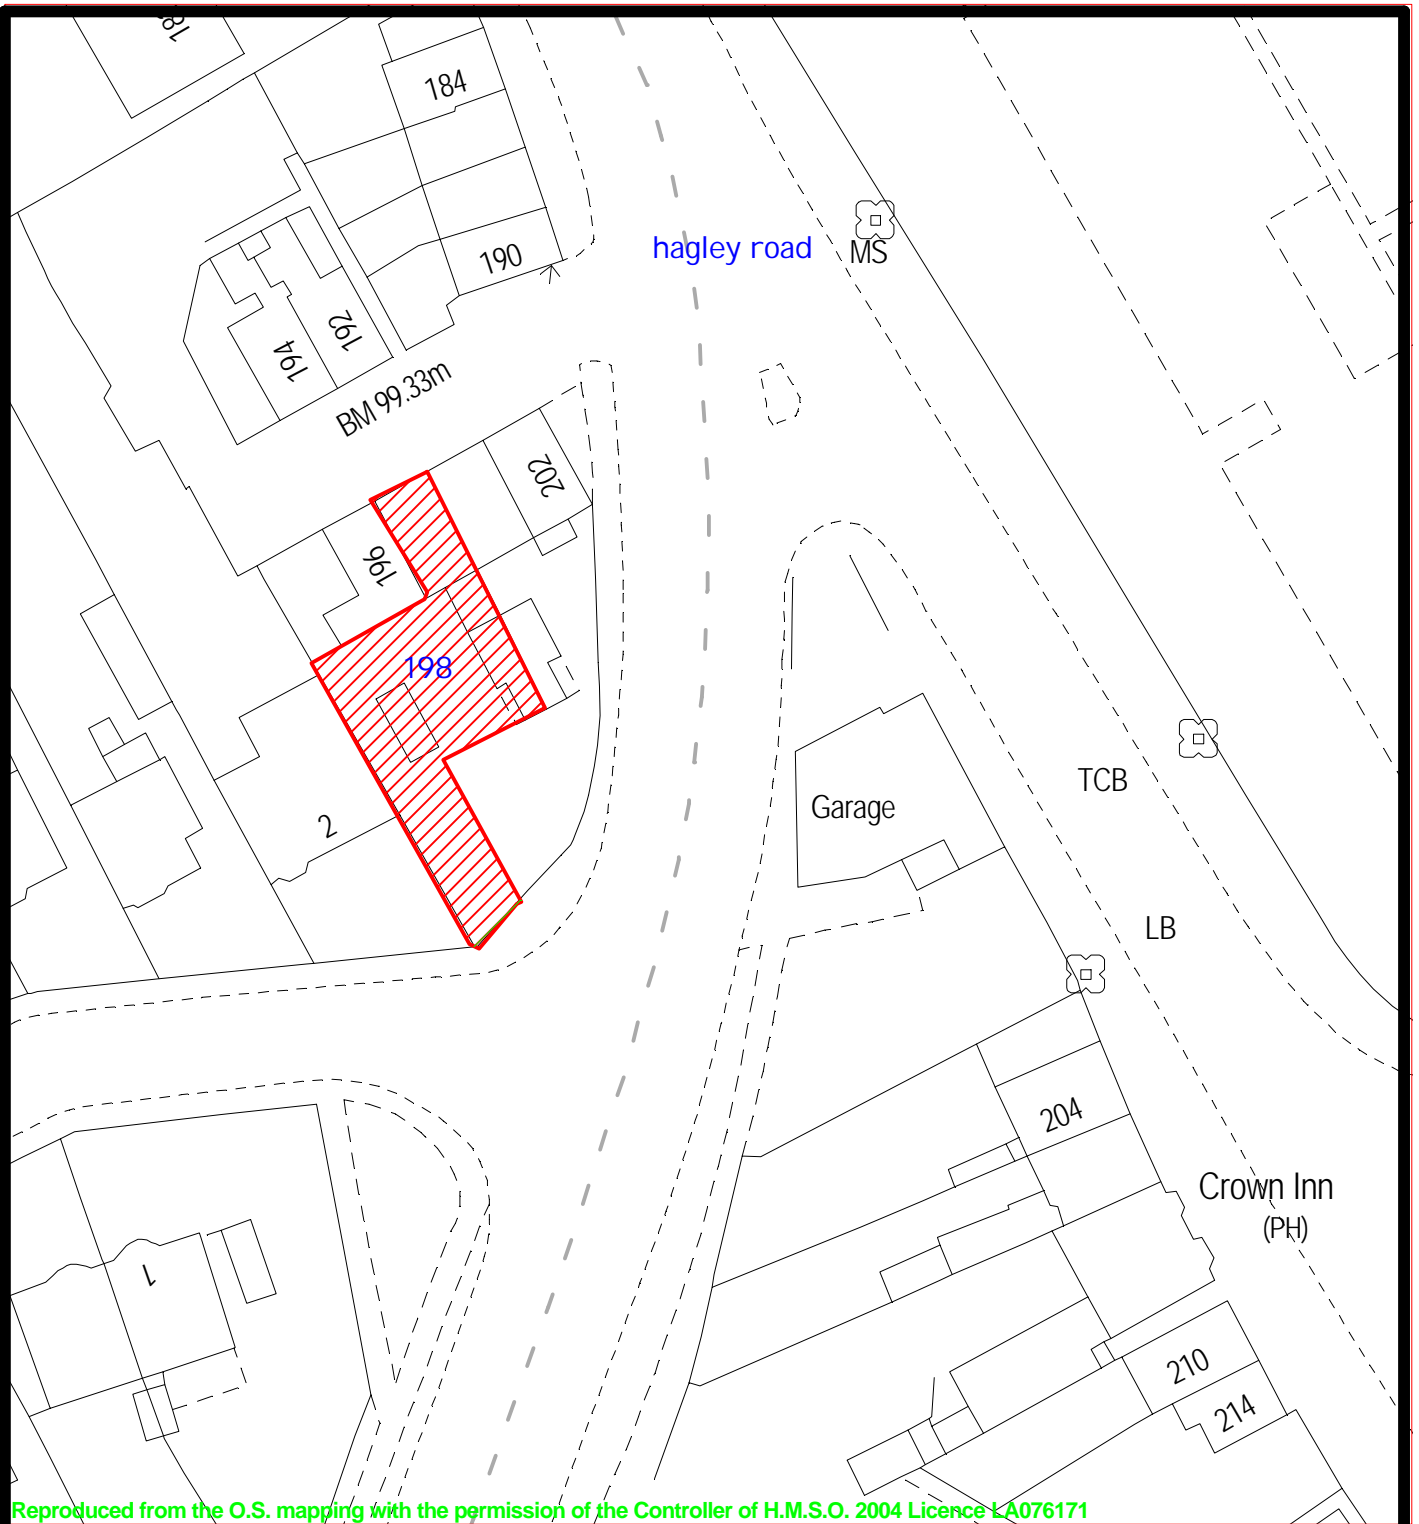 184
190
hagley road
MS
192
194
BM 99.33m
202
196
198
TCB
2
Garage
LB
204
Crown Inn
(PH)
1
210
214
Reproduced from the O.S. mapping with the permission of the Controller of H.M.S.O. 2004 Licence LA076171